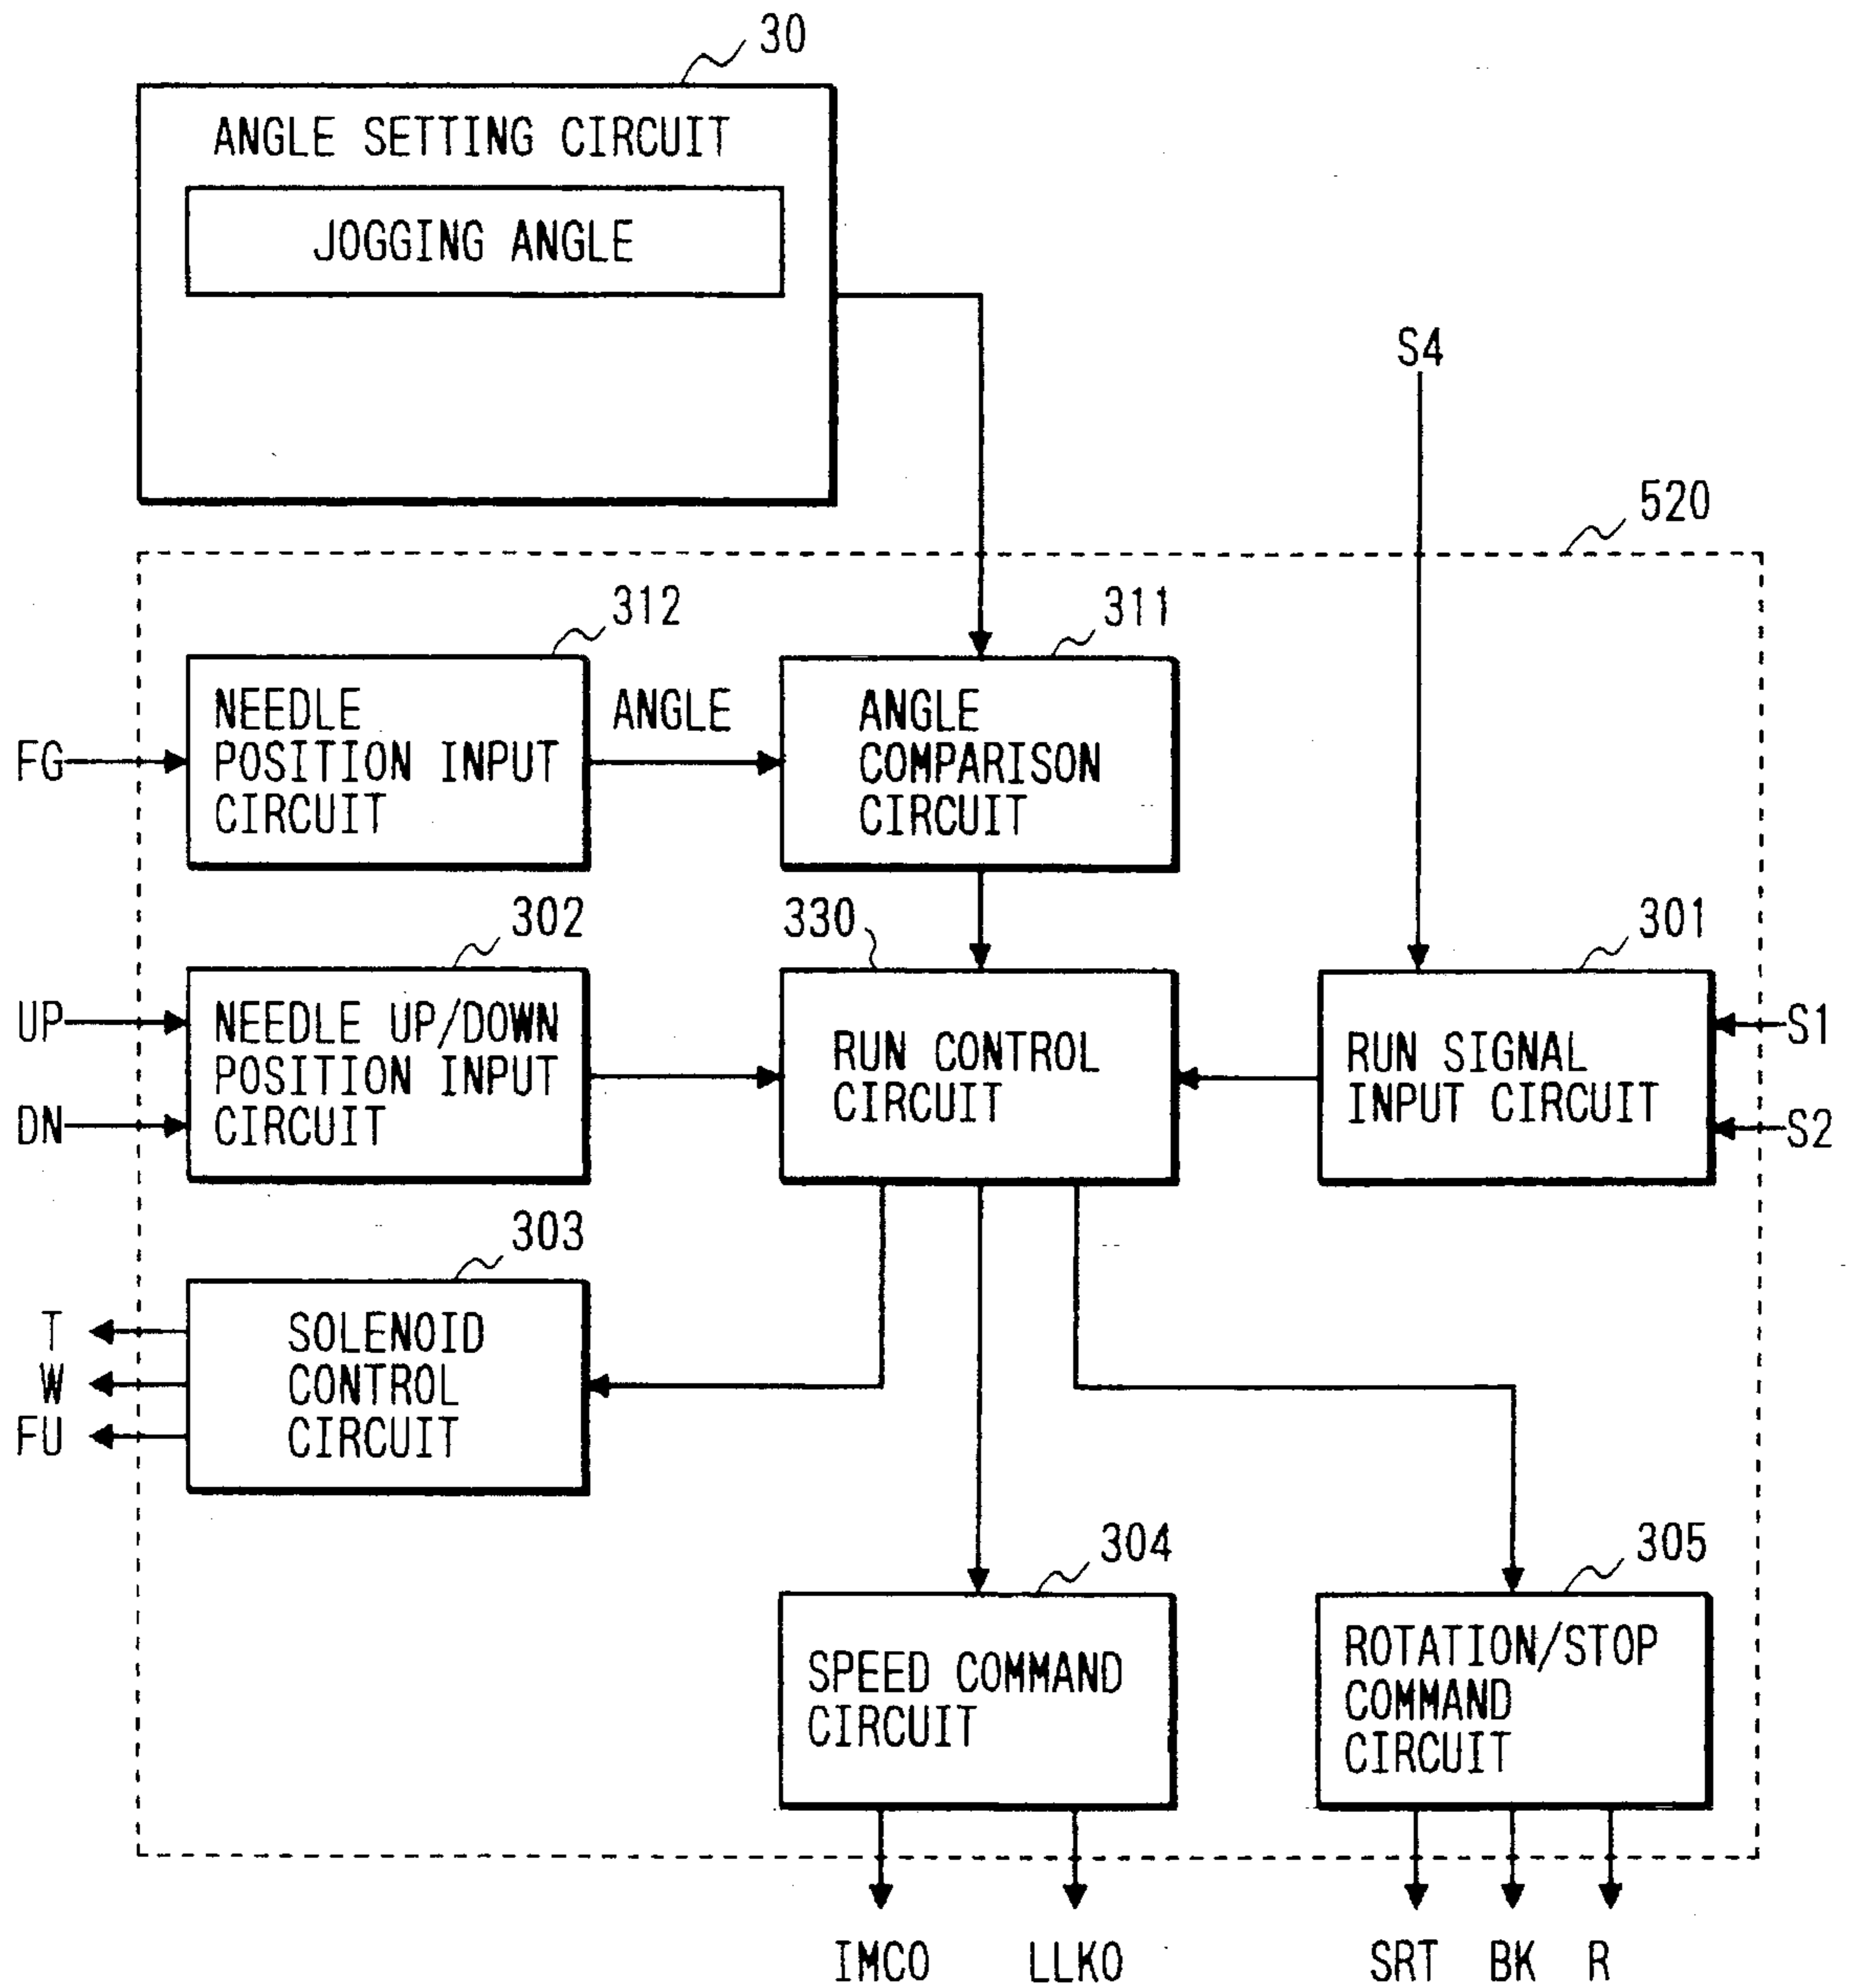 30
ANGLE SETTING CIRCUIT
JOGGING ANGLE
S4
520
312
311
NEEDLE
POSITION INPUT
CIRCUIT
ANGLE
ANGLE
COMPARISON
CIRCUIT
FG
302
330
301
UP
DN
NEEDLE UP/DOWN
POSITION INPUT
CIRCUIT
RUN CONTROL
CIRCUIT
RUN SIGNAL
INPUT CIRCUIT
S1
S2
303
T
W
FU
SOLENOID
CONTROL
CIRCUIT
304
305
SPEED COMMAND
CIRCUIT
ROTATION/STOP
COMMAND
CIRCUIT
IMCO
LLKO
SRT
BK
R